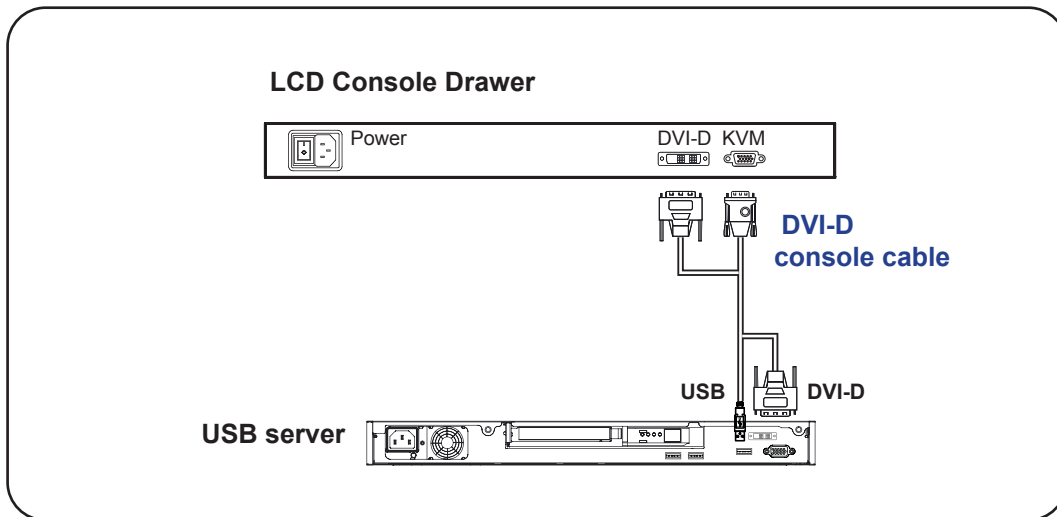 LCD Console Drawer
Power
DVI-D KVM
DVI-D
console cable
USB
DVI-D
USB server